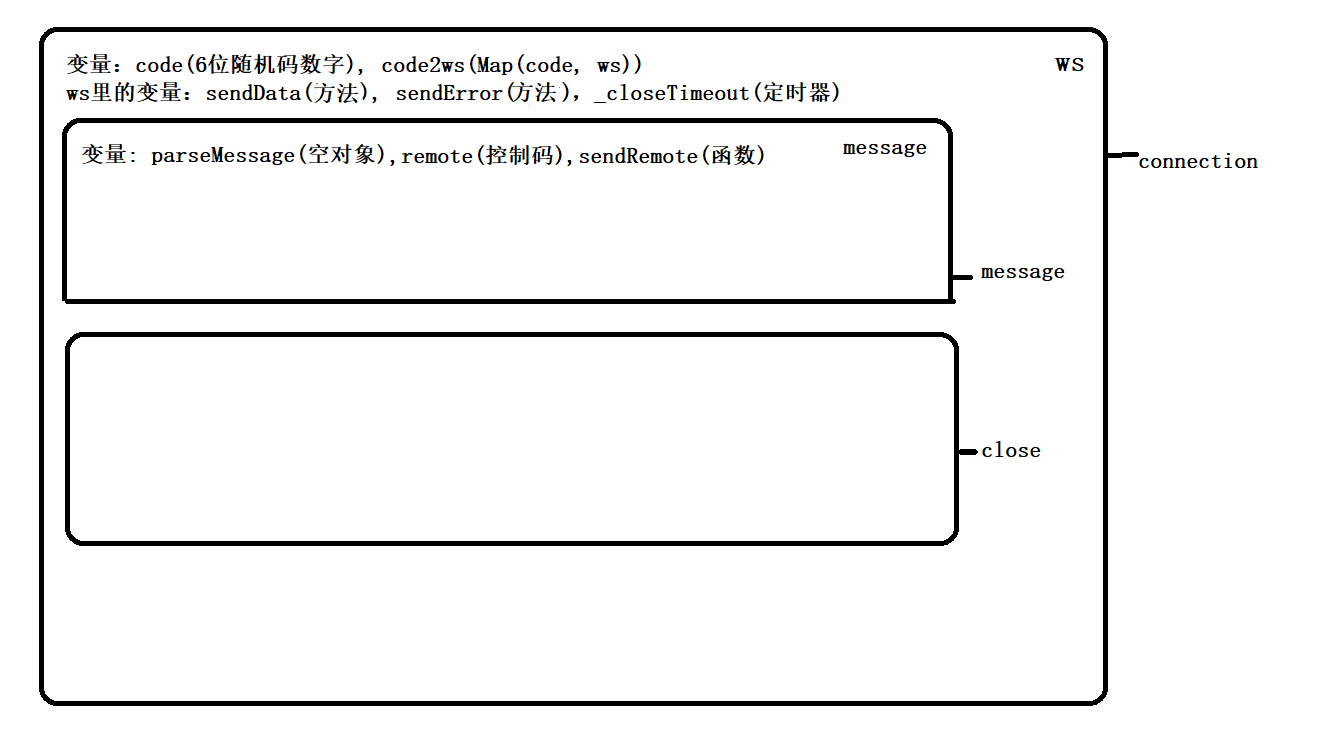 变量：code(6位随机码数字), code2ws(Map(code, ws))
ws
ws里的变量：sendData(方法), sendError(方法), _closeTimeout(定时器)
变量: parseMessage(空对象),remote(控制码),sendRemote(函数)
message
connection
message
close